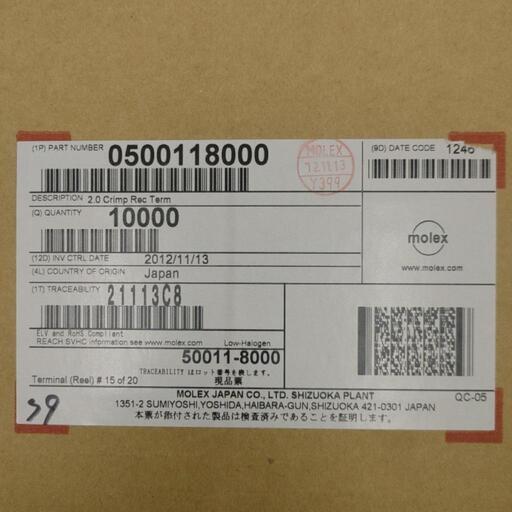 (1P) PART NUMBER 0500118000
MOLEX
12.11.13
Y399
(9D) DATE CODE 1246
DESCRIPTION 2.0 Crimp Rec Term
(Q) QUANTITY 10000
molex
www.molex.com
(12D) INV CTRL DATE 2012/11/13
(4L) COUNTRY OF ORIGIN Japan
(1T) TRACEABILITY 21113C8
ELV and RoHS Compliant
REACH SVHC information see www.molex.com Low-Halogen
50011-8000
TRACEABILITY はロット番号を表します。
現品票
Terminal (Reel) # 15 of 20
MOLEX JAPAN CO., LTD. SHIZUOKA PLANT
QC-05
1351-2 SUMIYOSHI,YOSHIDA,HAIBARA-GUN,SHIZUOKA 421-0301 JAPAN
本票が添付された製品は検査済みであることを証明します。